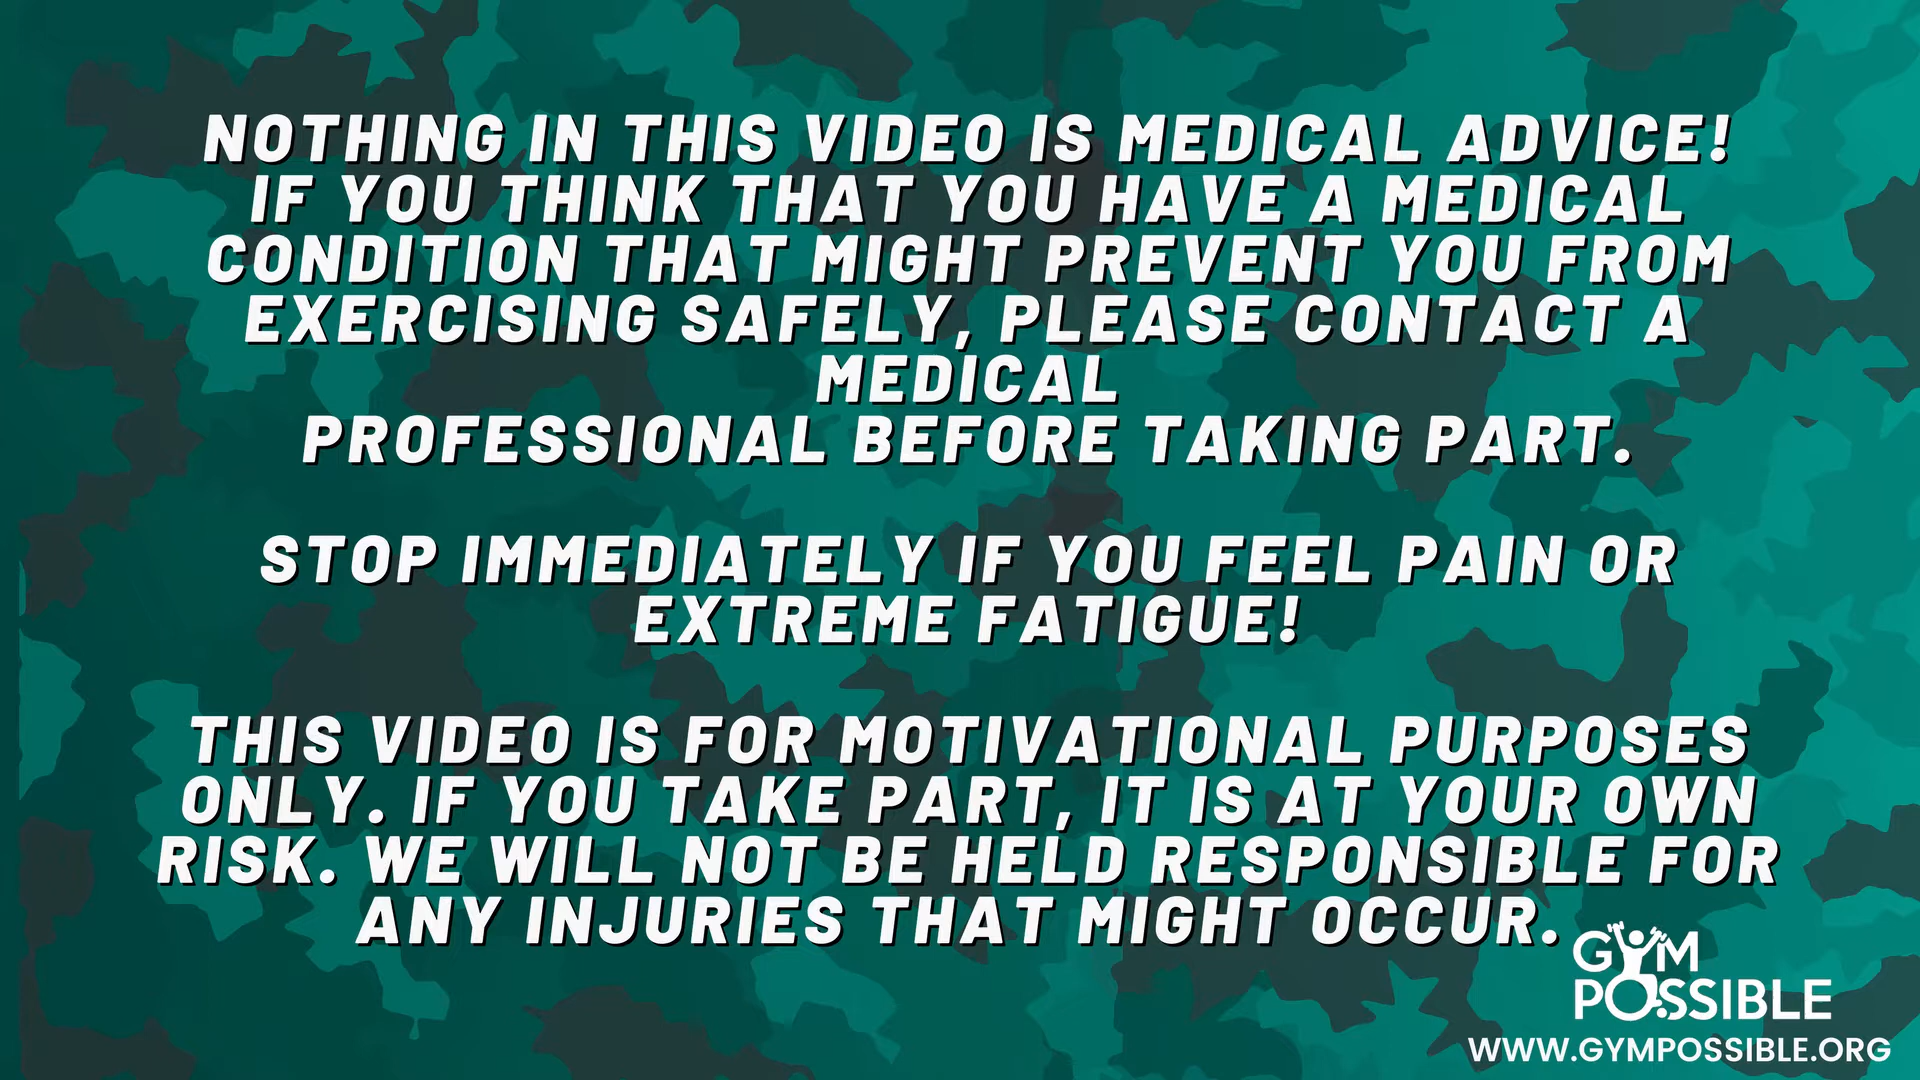 NOTHING IN THIS VIDEO IS MEDICAL ADVICE!
IF YOU THINK THAT YOU HAVE A MEDICAL
CONDITION THAT MIGHT PREVENT YOU FROM
EXERCISING SAFELY, PLEASE CONTACT A
MEDICAL
PROFESSIONAL BEFORE TAKING PART.
STOP IMMEDIATELY IF YOU FEEL PAIN OR
EXTREME FATIGUE!
THIS VIDEO IS FOR MOTIVATIONAL PURPOSES
ONLY. IF YOU TAKE PART, IT IS AT YOUR OWN
RISK. WE WILL NOT BE HELD RESPONSIBLE FOR
ANY INJURIES THAT MIGHT OCCUR.
GYM
POSSIBLE
WWW.GYMPOSSIBLE.ORG